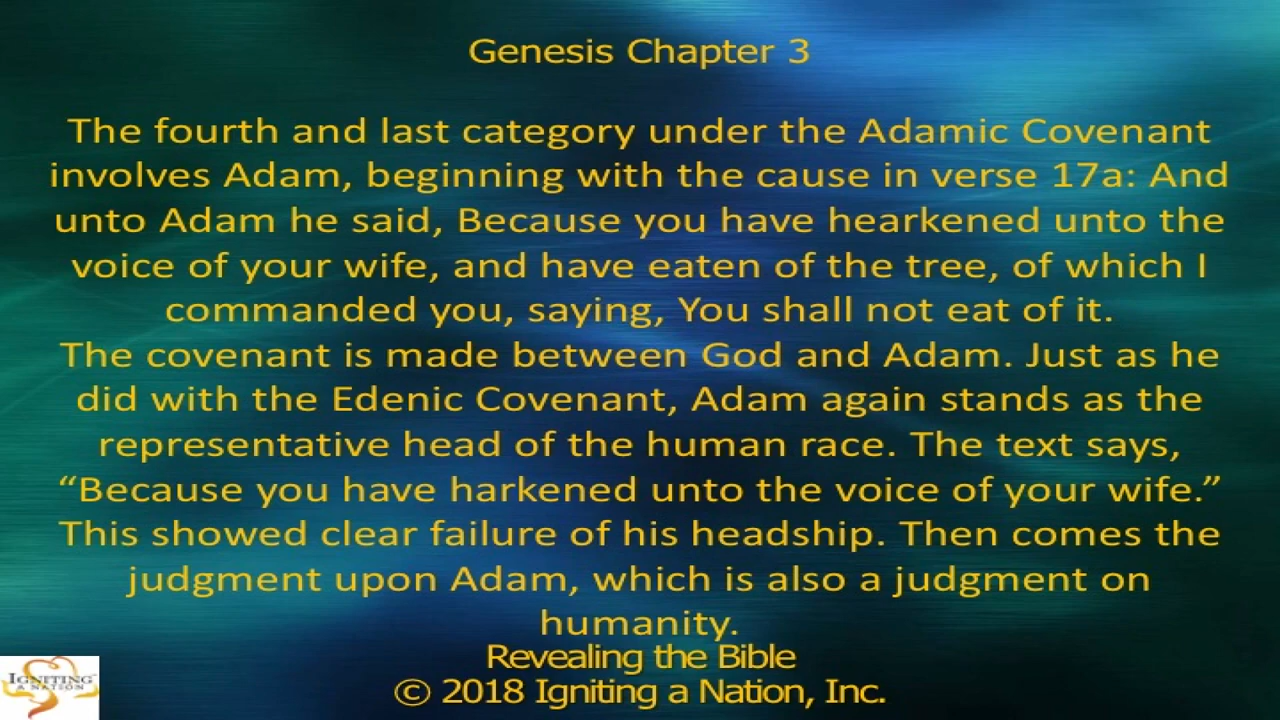 Genesis Chapter 3
The fourth and last category under the Adamic Covenant
involves Adam, beginning with the cause in verse 17a: And
unto Adam he said, Because you have hearkened unto the
voice of your wife, and have eaten of the tree, of which I
commanded you, saying, You shall not eat of it.
The covenant is made between God and Adam. Just as he
did with the Edenic Covenant, Adam again stands as the
representative head of the human race. The text says,
“Because you have harkened unto the voice of your wife.”
This showed clear failure of his headship. Then comes the
judgment upon Adam, which is also a judgment on
humanity.
Revealing the Bible
© 2018 Igniting a Nation, Inc.
IGNITING
A NATION